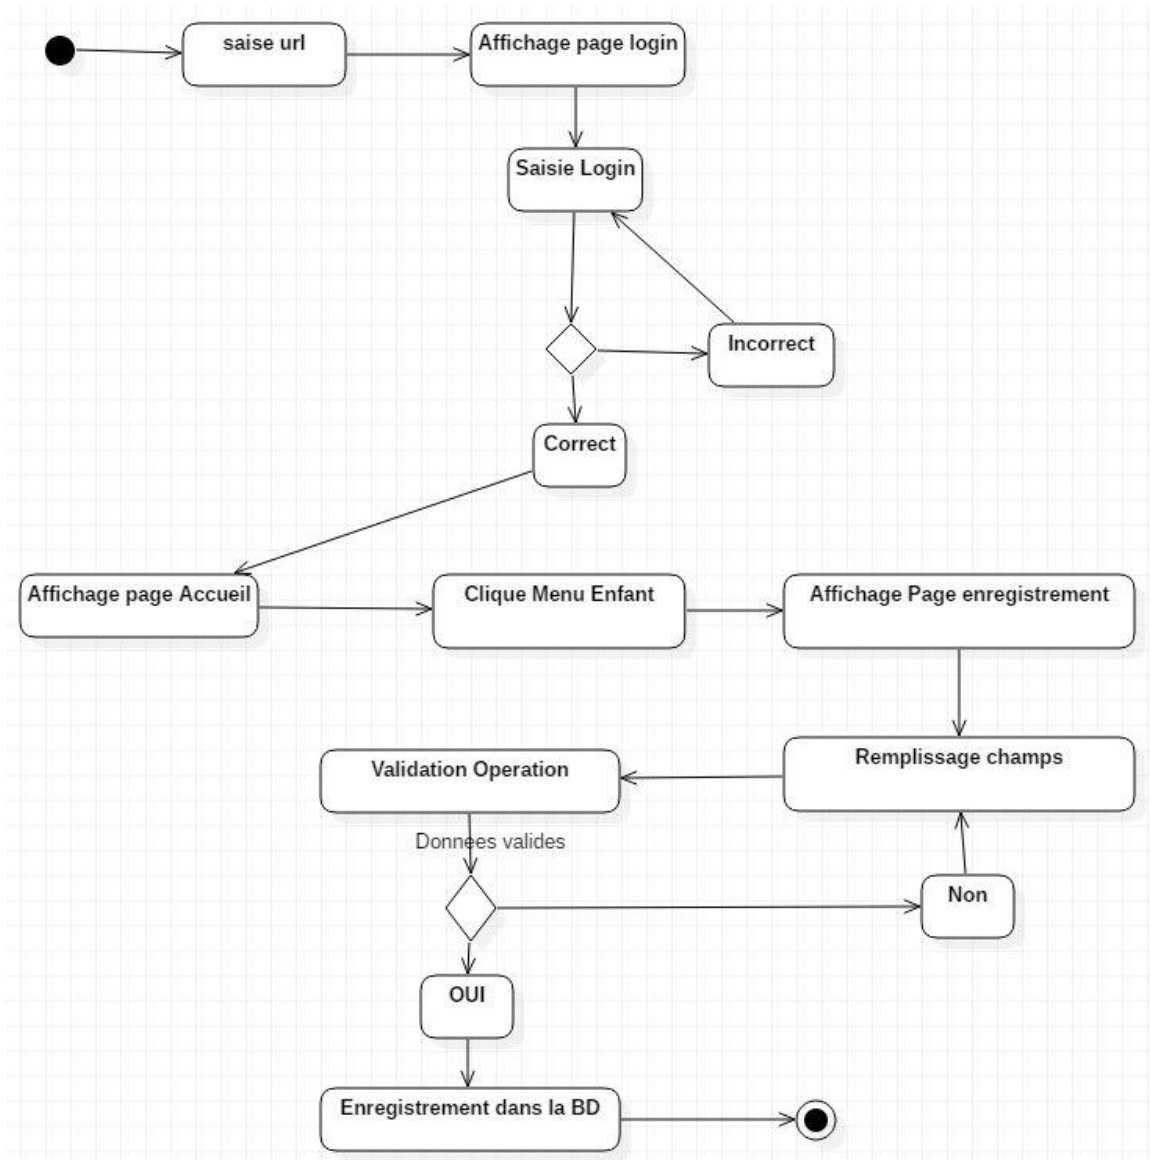 saise url
Affichage page login
Saisie Login
Incorrect
Correct
Affichage page Accueil
Clique Menu Enfant
Affichage Page enregistrement
Remplissage champs
Validation Operation
Donnees valides
Non
OUI
Enregistrement dans la BD